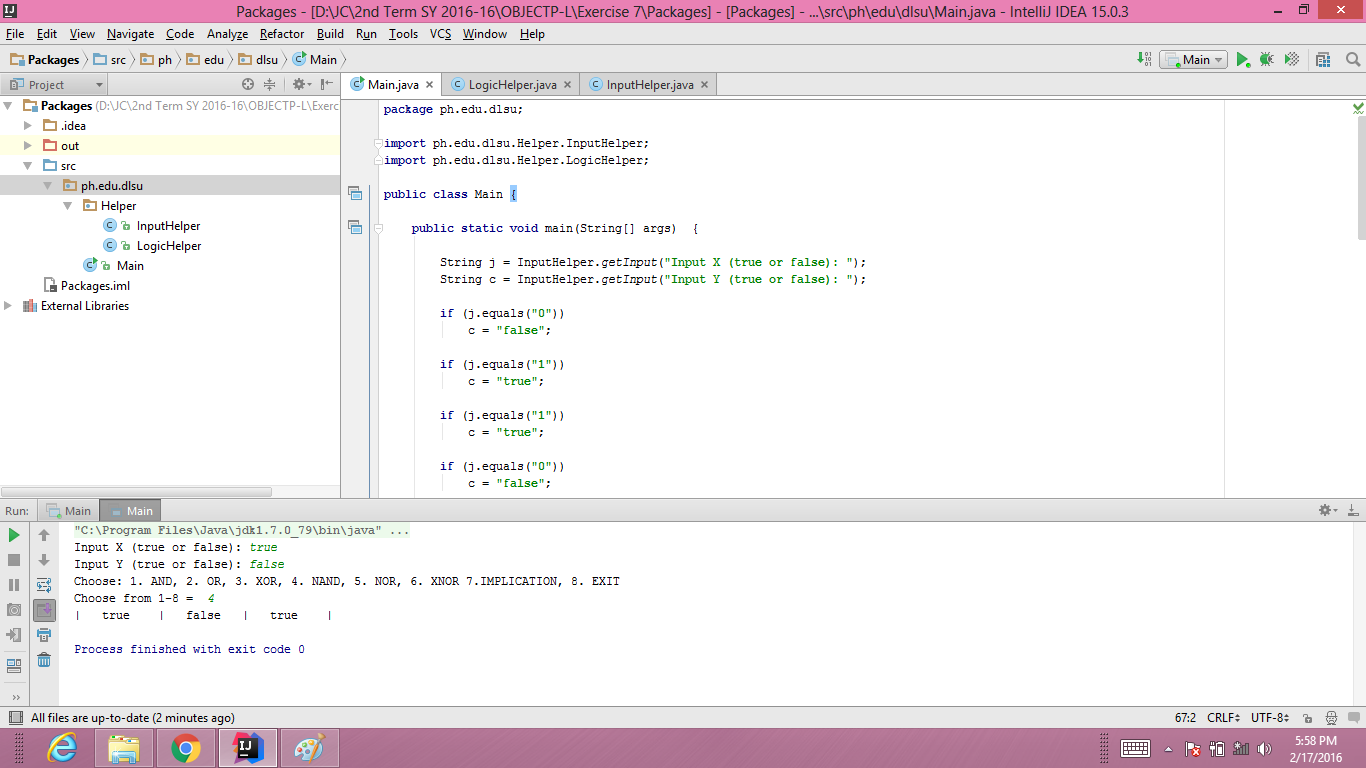 Packages - [D:\JC\2nd Term SY 2016-16\OBJECTP-L\Exercise 7\Packages] - [Packages] - ...\src\ph\edu\dlsu\Main.java - IntelliJ IDEA 15.0.3
File Edit View Navigate Code Analyze Refactor Build Run Tools VCS Window Help
Packages src ph edu dlsu Main
Main
Project
Main.java LogicHelper.java InputHelper.java
Packages (D:\JC\2nd Term SY 2016-16\OBJECTP-L\Exerc
.idea
out
src
ph.edu.dlsu
Helper
InputHelper
LogicHelper
Main
Packages.iml
External Libraries
package ph.edu.dlsu;
import ph.edu.dlsu.Helper.InputHelper;
import ph.edu.dlsu.Helper.LogicHelper;
public class Main {
public static void main(String[] args)  {
String j = InputHelper.getInput("Input X (true or false): ");
String c = InputHelper.getInput("Input Y (true or false): ");
if (j.equals("0"))
c = "false";
if (j.equals("1"))
c = "true";
if (j.equals("1"))
c = "true";
if (j.equals("0"))
c = "false";
Run: Main Main
"C:\Program Files\Java\jdk1.7.0_79\bin\java" ...
Input X (true or false): true
Input Y (true or false): false
Choose: 1. AND, 2. OR, 3. XOR, 4. NAND, 5. NOR, 6. XNOR 7.IMPLICATION, 8. EXIT
Choose from 1-8 =  4
|   true    |   false   |   true    |
Process finished with exit code 0
All files are up-to-date (2 minutes ago)
67:2 CRLF UTF-8
5:58 PM
2/17/2016